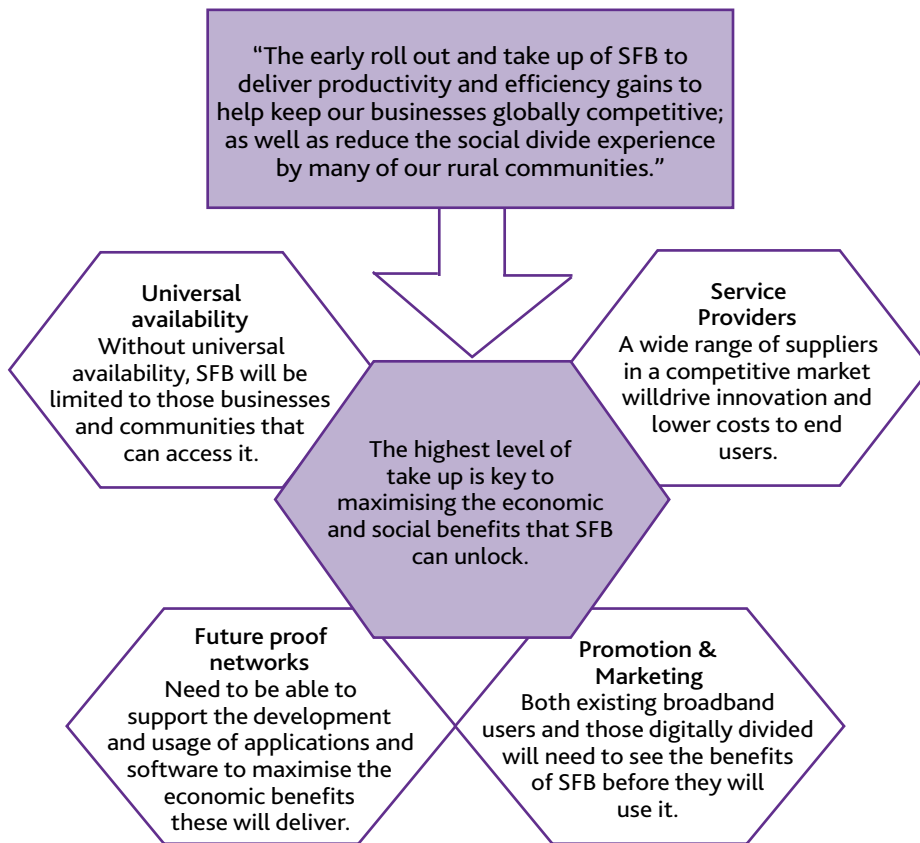 “The early roll out and take up of SFB to
deliver productivity and efficiency gains to
help keep our businesses globally competitive;
as well as reduce the social divide experience
by many of our rural communities.”
Universal
availability
Without universal
availability, SFB will be
limited to those businesses
and communities that
can access it.
Service
Providers
A wide range of suppliers
in a competitive market
willdrive innovation and
lower costs to end
users.
The highest level of
take up is key to
maximising the economic
and social benefits that SFB
can unlock.
Future proof
networks
Need to be able to
support the development
and usage of applications and
software to maximise the
economic benefits
these will deliver.
Promotion &
Marketing
Both existing broadband
users and those digitally divided
will need to see the benefits
of SFB before they will
use it.